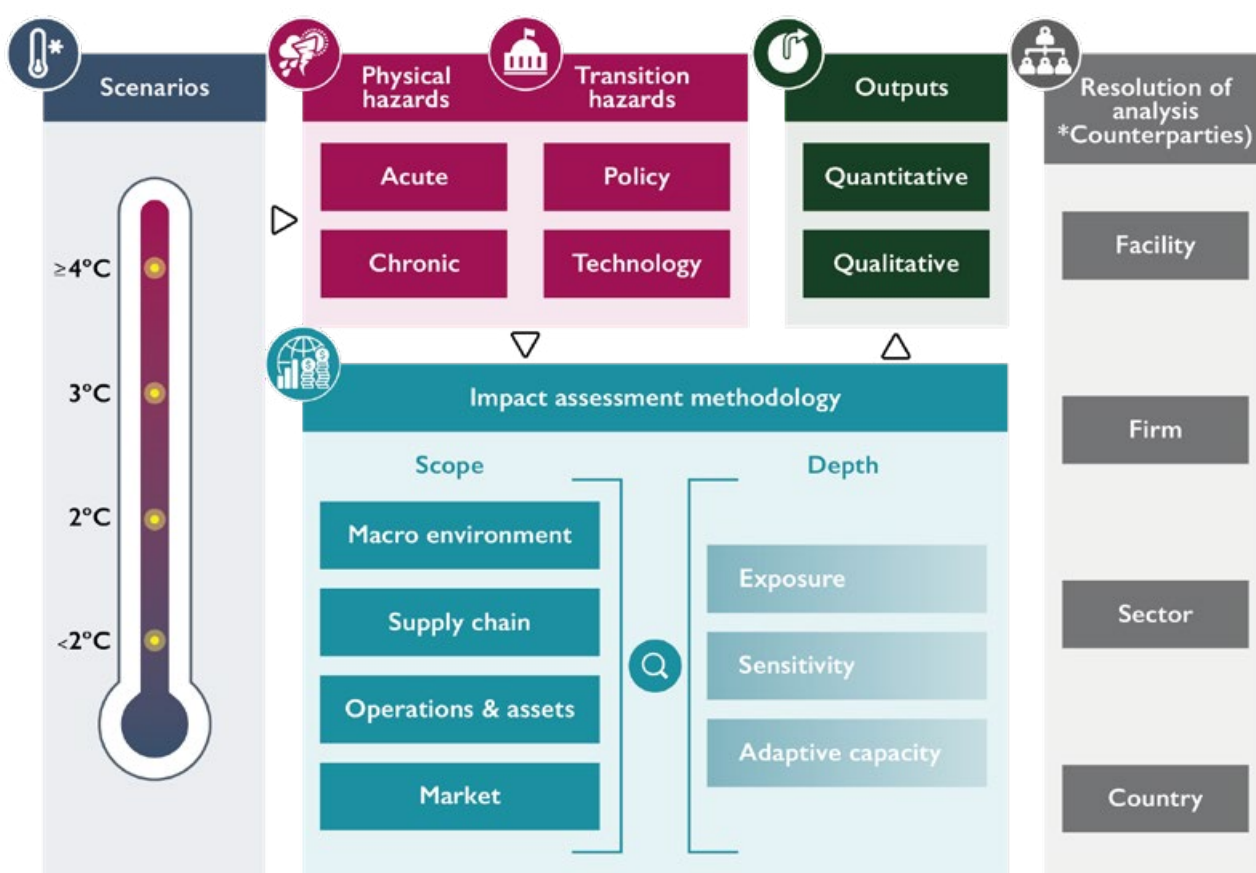 Scenarios
≥4°C
3°C
2°C
<2°C
Physical
hazards
Transition
hazards
Acute
Policy
Chronic
Technology
Outputs
Quantitative
Qualitative
Impact assessment methodology
Scope
Macro environment
Supply chain
Operations & assets
Market
Depth
Exposure
Sensitivity
Adaptive capacity
Resolution of
analysis
*Counterparties)
Facility
Firm
Sector
Country